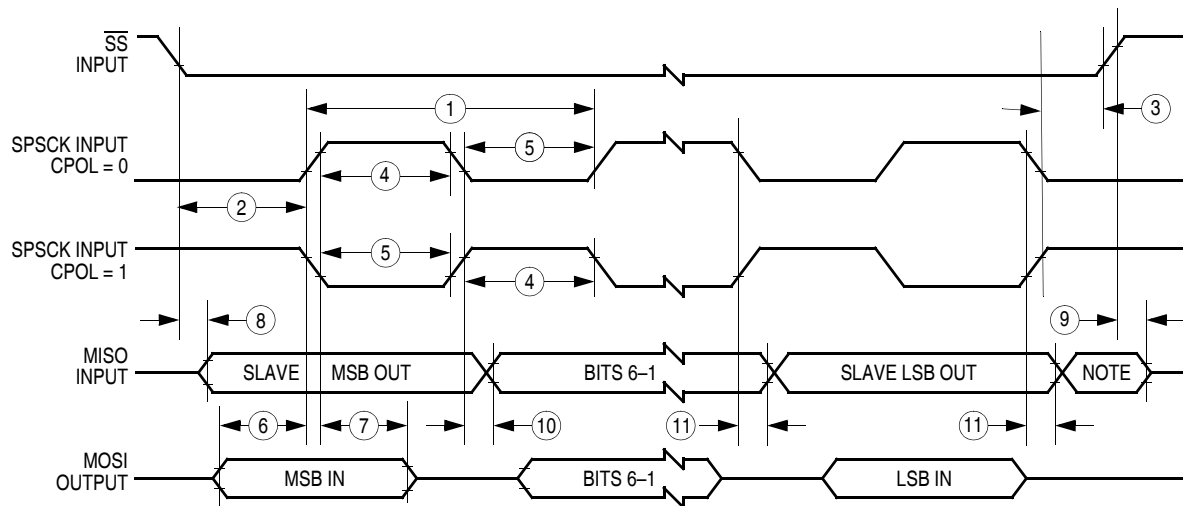 SS
INPUT
1
3
SPSCK INPUT
CPOL = 0
5
4
2
SPSCK INPUT
CPOL = 1
5
4
8
9
MISO
INPUT
SLAVE MSB OUT
BITS 6–1
SLAVE LSB OUT
NOTE
6
7
10
11
11
MOSI
OUTPUT
MSB IN
BITS 6–1
LSB IN